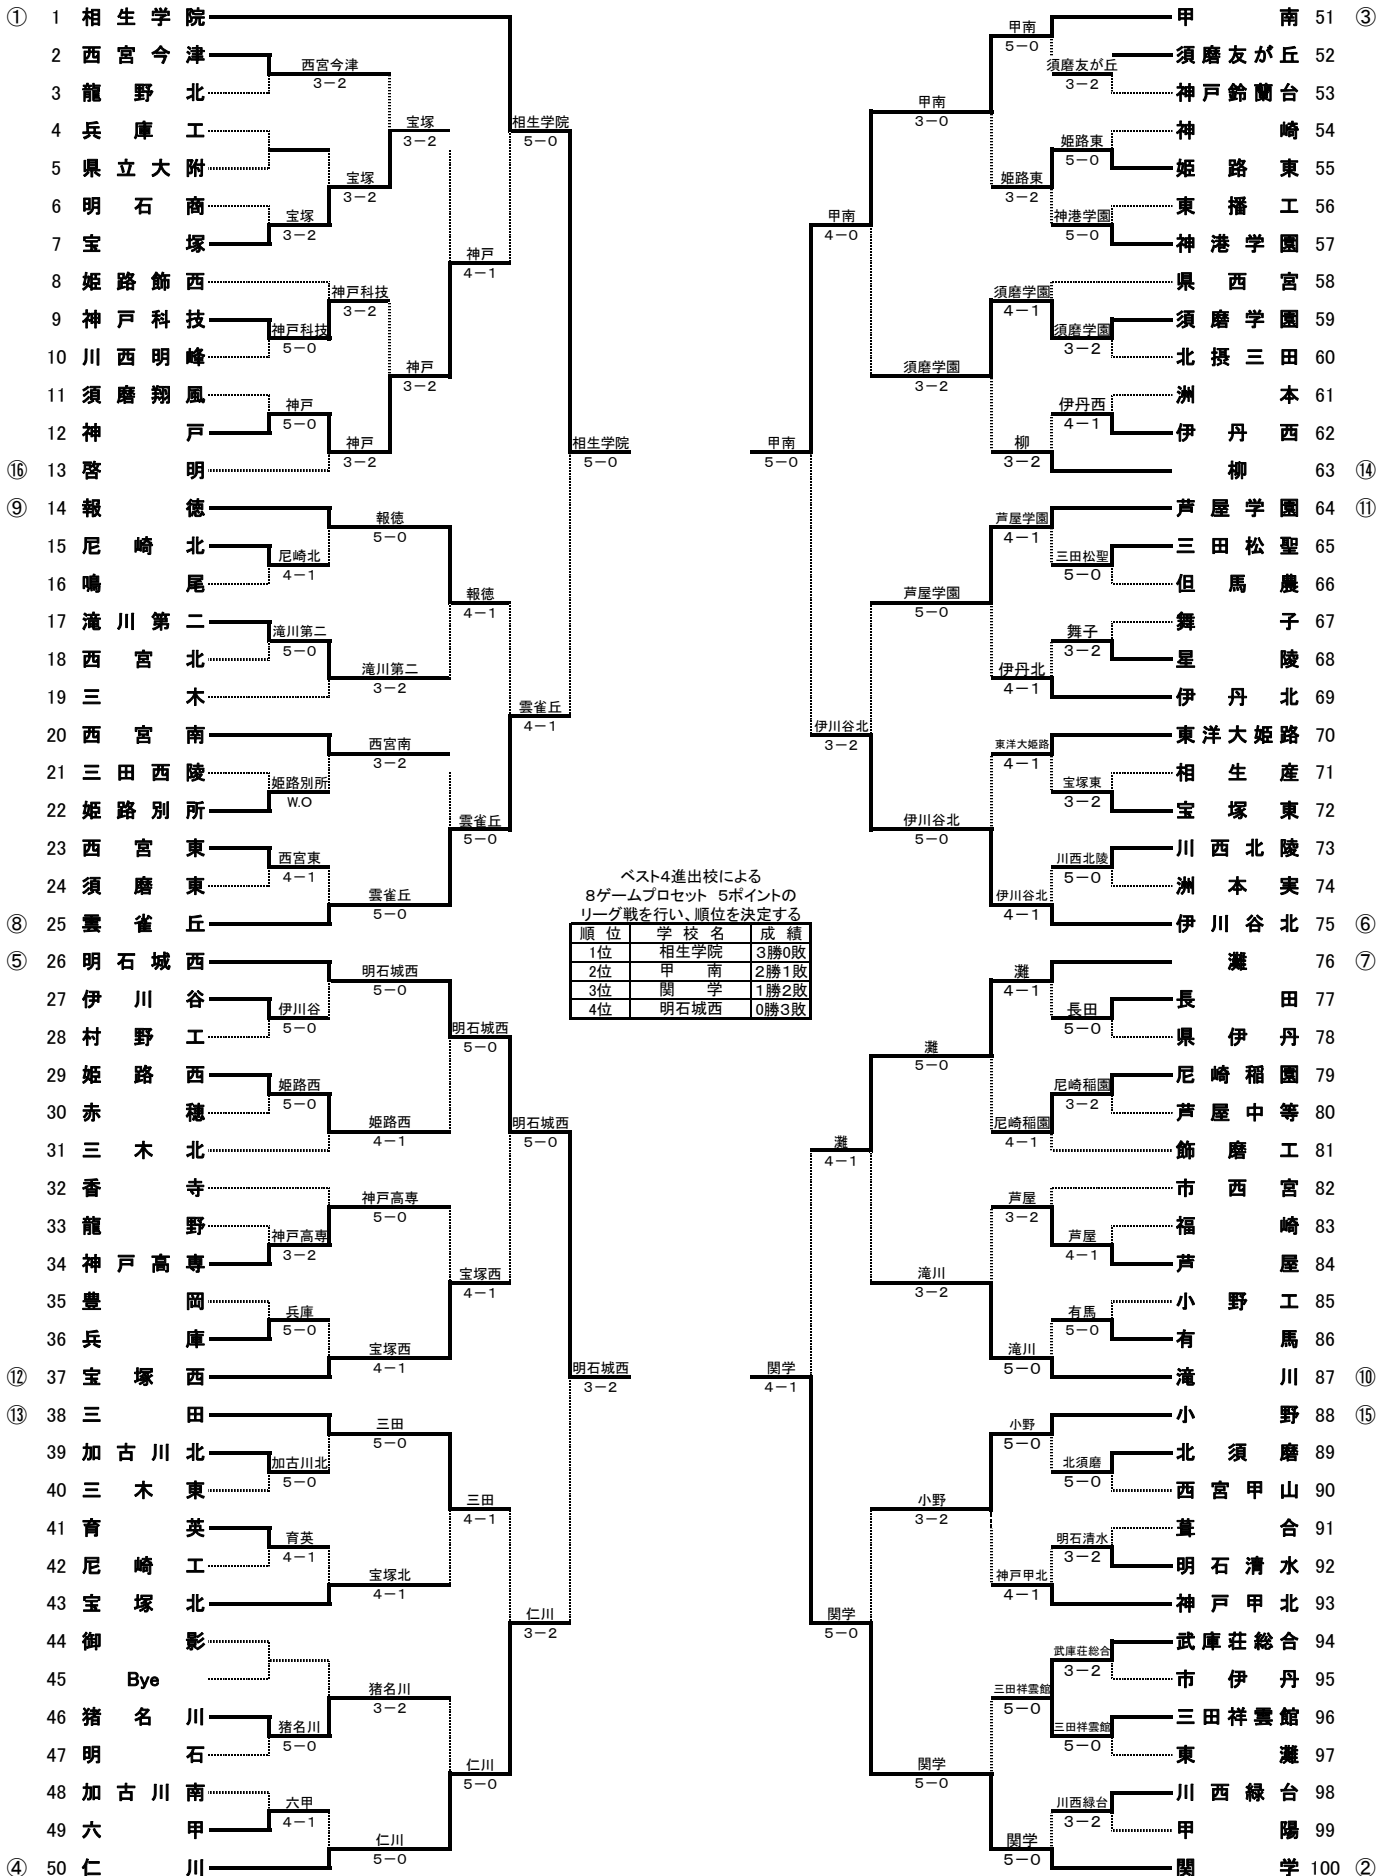 ① 1 相生学院
2 西宮今津
3 龍野北
西宮今津
3-2
4 兵庫工
5 県立大附
6 明石商
7 宝塚
宝塚
3-2
宝塚
3-2
宝塚
3-2
8 姫路飾西
9 神戸科技
10 川西明峰
神戸科技
5-0
神戸科技
3-2
11 須磨翔風
12 神戸
⑯ 13 啓明
神戸
5-0
神戸
3-2
神戸
3-2
神戸
4-1
相生学院
5-0
⑨ 14 報徳
15 尼崎北
16 鳴尾
尼崎北
4-1
報徳
5-0
17 滝川第二
18 西宮北
19 三木
滝川第二
5-0
滝川第二
3-2
報徳
4-1
20 西宮南
21 三田西陵
22 姫路別所
姫路別所
W.O
西宮南
3-2
23 西宮東
24 須磨東
⑧ 25 雲雀丘
西宮東
4-1
雲雀丘
5-0
雲雀丘
5-0
雲雀丘
4-1
相生学院
5-0
⑤ 26 明石城西
27 伊川谷
28 村野工
伊川谷
5-0
明石城西
5-0
29 姫路西
30 赤穂
31 三木北
姫路西
5-0
姫路西
4-1
明石城西
5-0
32 香寺
33 龍野
34 神戸高専
神戸高専
3-2
神戸高専
5-0
35 豊岡
36 兵庫
⑫ 37 宝塚西
兵庫
5-0
宝塚西
4-1
宝塚西
4-1
明石城西
5-0
⑬ 38 三田
39 加古川北
40 三木東
加古川北
5-0
三田
5-0
41 育英
42 尼崎工
43 宝塚北
育英
4-1
宝塚北
4-1
三田
4-1
44 御影
45 Bye
46 猪名川
47 明石
猪名川
5-0
猪名川
3-2
48 加古川南
49 六甲
④ 50 仁川
六甲
4-1
仁川
5-0
仁川
5-0
仁川
3-2
明石城西
3-2
ベスト4進出校による
8ゲームプロセット 5ポイントの
リーグ戦を行い、順位を決定する
順位 学校名 成績
1位 相生学院 3勝0敗
2位 甲南 2勝1敗
3位 関学 1勝2敗
4位 明石城西 0勝3敗
甲南 51 ③
須磨友が丘 52
神戸鈴蘭台 53
須磨友が丘
3-2
甲南
5-0
神崎 54
姫路東 55
東播工 56
神港学園 57
姫路東
5-0
神港学園
5-0
姫路東
3-2
甲南
3-0
県西宮 58
須磨学園 59
北摂三田 60
須磨学園
3-2
須磨学園
4-1
洲本 61
伊丹西 62
柳 63 ⑭
伊丹西
4-1
柳
3-2
須磨学園
3-2
甲南
4-0
芦屋学園 64 ⑪
三田松聖 65
但馬農 66
三田松聖
5-0
芦屋学園
4-1
舞子 67
星陵 68
伊丹北 69
舞子
3-2
伊丹北
4-1
芦屋学園
5-0
東洋大姫路 70
相生産 71
宝塚東 72
宝塚東
3-2
東洋大姫路
4-1
川西北陵 73
洲本実 74
伊川谷北 75 ⑥
川西北陵
5-0
伊川谷北
4-1
伊川谷北
5-0
伊川谷北
3-2
甲南
5-0
灘 76 ⑦
長田 77
県伊丹 78
長田
5-0
灘
4-1
尼崎稲園 79
芦屋中等 80
飾磨工 81
尼崎稲園
3-2
尼崎稲園
4-1
灘
5-0
市西宮 82
福崎 83
芦屋 84
芦屋
4-1
芦屋
3-2
小野工 85
有馬 86
滝川 87 ⑩
有馬
5-0
滝川
5-0
滝川
3-2
灘
4-1
小野 88 ⑮
北須磨 89
西宮甲山 90
北須磨
5-0
小野
5-0
葺合 91
明石清水 92
神戸甲北 93
明石清水
3-2
神戸甲北
4-1
小野
3-2
武庫荘総合 94
市伊丹 95
三田祥雲館 96
東灘 97
武庫荘総合
3-2
三田祥雲館
5-0
三田祥雲館
5-0
川西緑台 98
甲陽 99
関学 100 ②
川西緑台
3-2
関学
5-0
関学
5-0
関学
5-0
関学
4-1